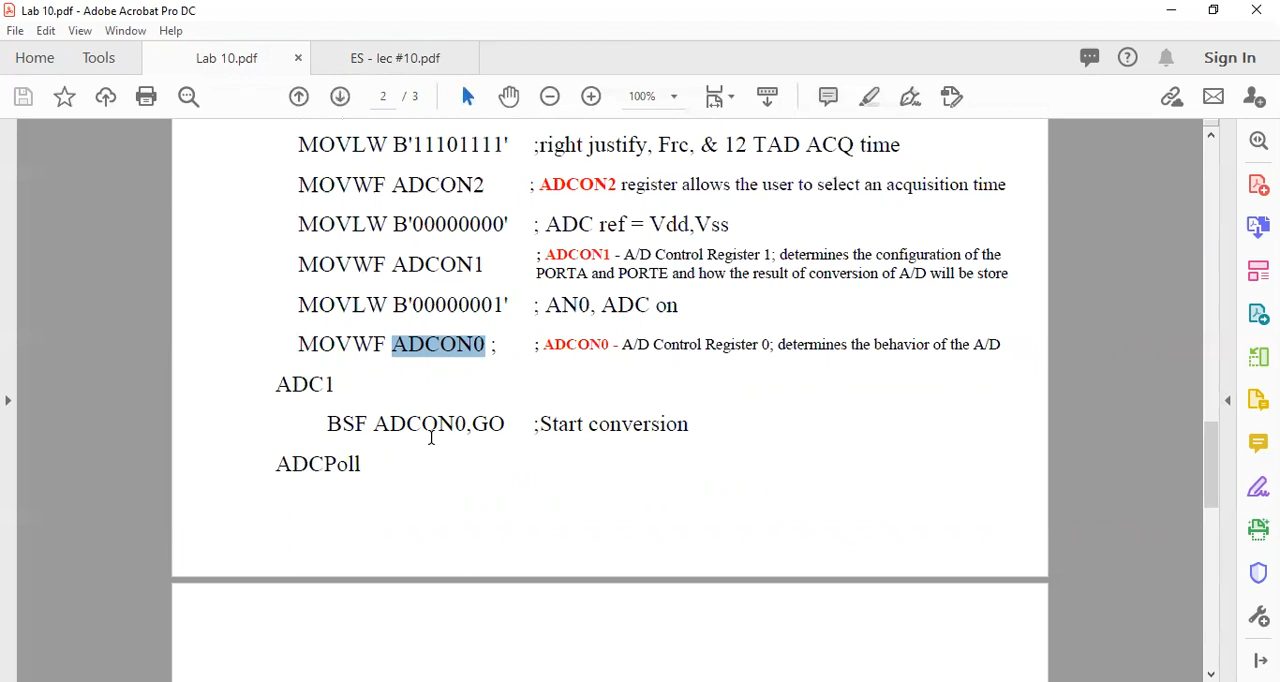 Lab 10.pdf - Adobe Acrobat Pro DC
File Edit View Window Help
Home Tools Lab 10.pdf × ES - lec #10.pdf Sign In
2 / 3 100%
MOVLW B'11101111' ;right justify, Frc, & 12 TAD ACQ time
MOVWF ADCON2 ; ADCON2 register allows the user to select an acquisition time
MOVLW B'00000000' ; ADC ref = Vdd,Vss
MOVWF ADCON1 ; ADCON1 - A/D Control Register 1; determines the configuration of the
PORTA and PORTE and how the result of conversion of A/D will be store
MOVLW B'00000001' ; AN0, ADC on
MOVWF ADCON0 ; ; ADCON0 - A/D Control Register 0; determines the behavior of the A/D
ADC1
BSF ADCON0,GO ;Start conversion
ADCPoll